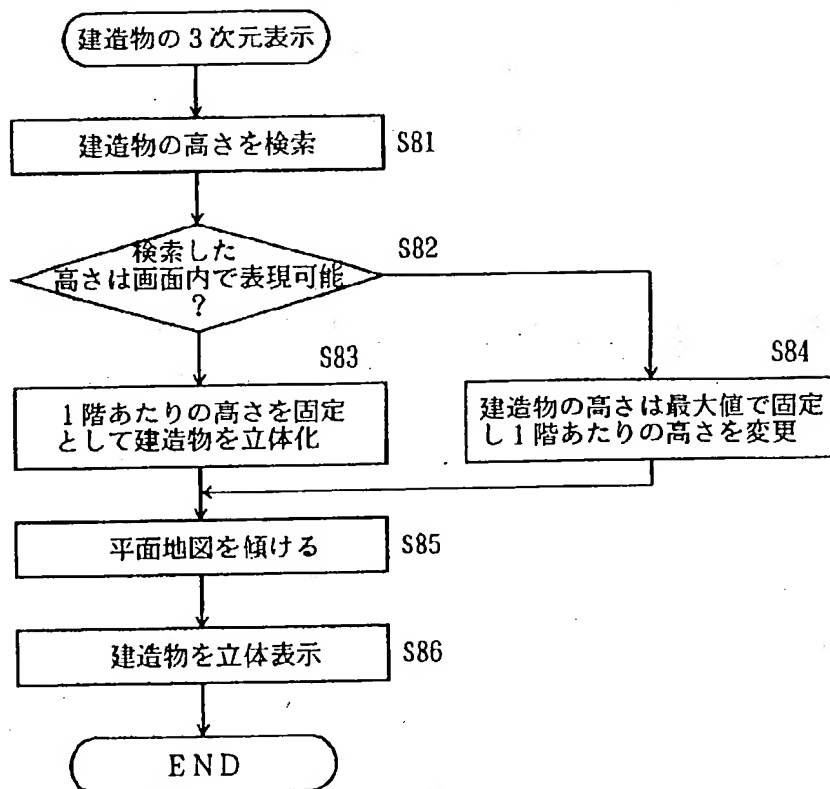 建造物の３次元表示
建造物の高さを検索
S81
検索した
高さは画面内で表現可能
？
S82
S83
１階あたりの高さを固定
として建造物を立体化
S84
建造物の高さは最大値で固定
し１階あたりの高さを変更
平面地図を傾ける
S85
建造物を立体表示
S86
END